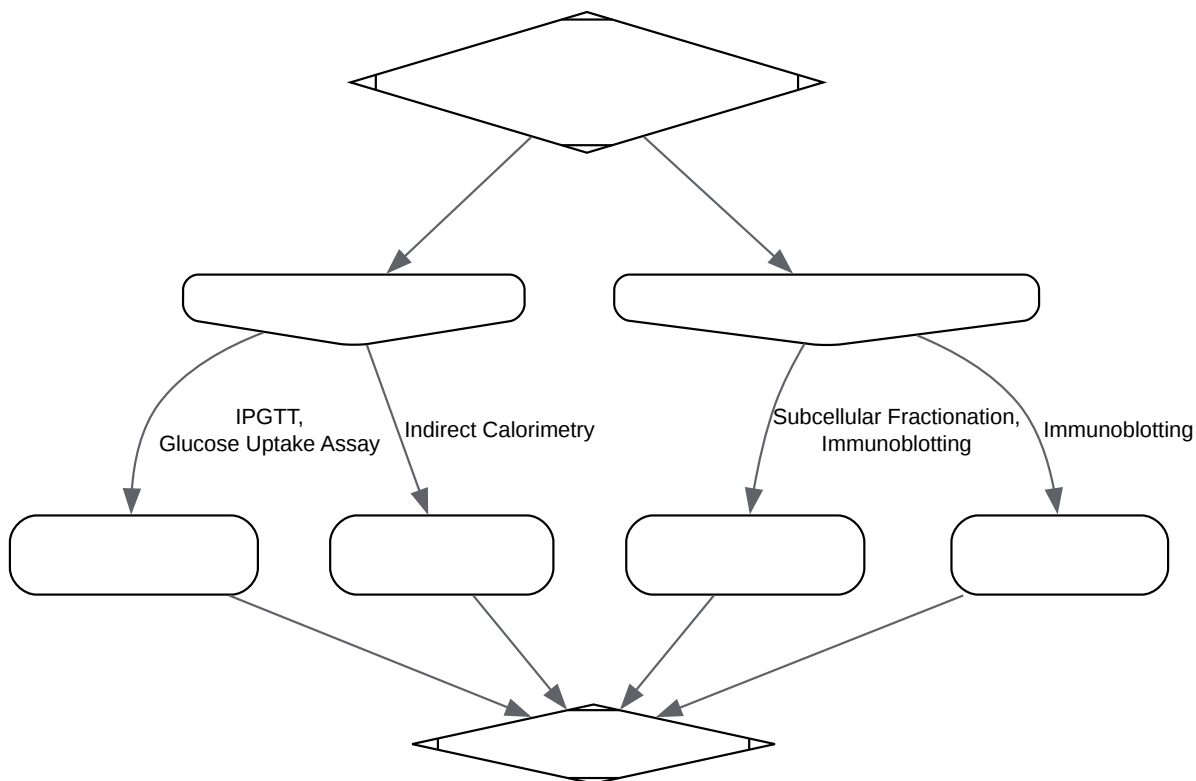 IPGTT,
Glucose Uptake Assay
Indirect Calorimetry
Subcellular Fractionation,
Immunoblotting
Immunoblotting